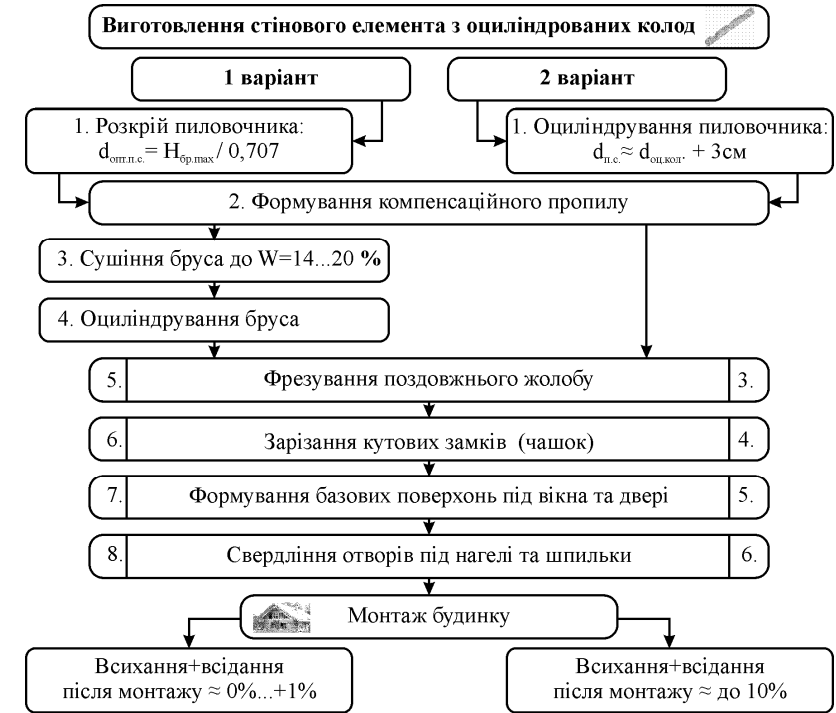 Виготовлення стінового елемента з оциліндрованих колод
1 варіант
2 варіант
1. Розкрій пиловочника:
dопт.п.с.= Hбр.max / 0,707
1. Оциліндрування пиловочника:
dп.с.≈ dоц.кол. + 3см
2. Формування компенсаційного пропилу
3. Сушіння бруса до W=14...20 %
4. Оциліндрування бруса
5. Фрезування поздовжнього жолобу 3.
6. Зарізання кутових замків (чашок) 4.
7. Формування базових поверхонь під вікна та двері 5.
8. Свердління отворів під нагелі та шпильки 6.
Монтаж будинку
Всихання+всідання
після монтажу ≈ 0%...+1%
Всихання+всідання
після монтажу ≈ до 10%